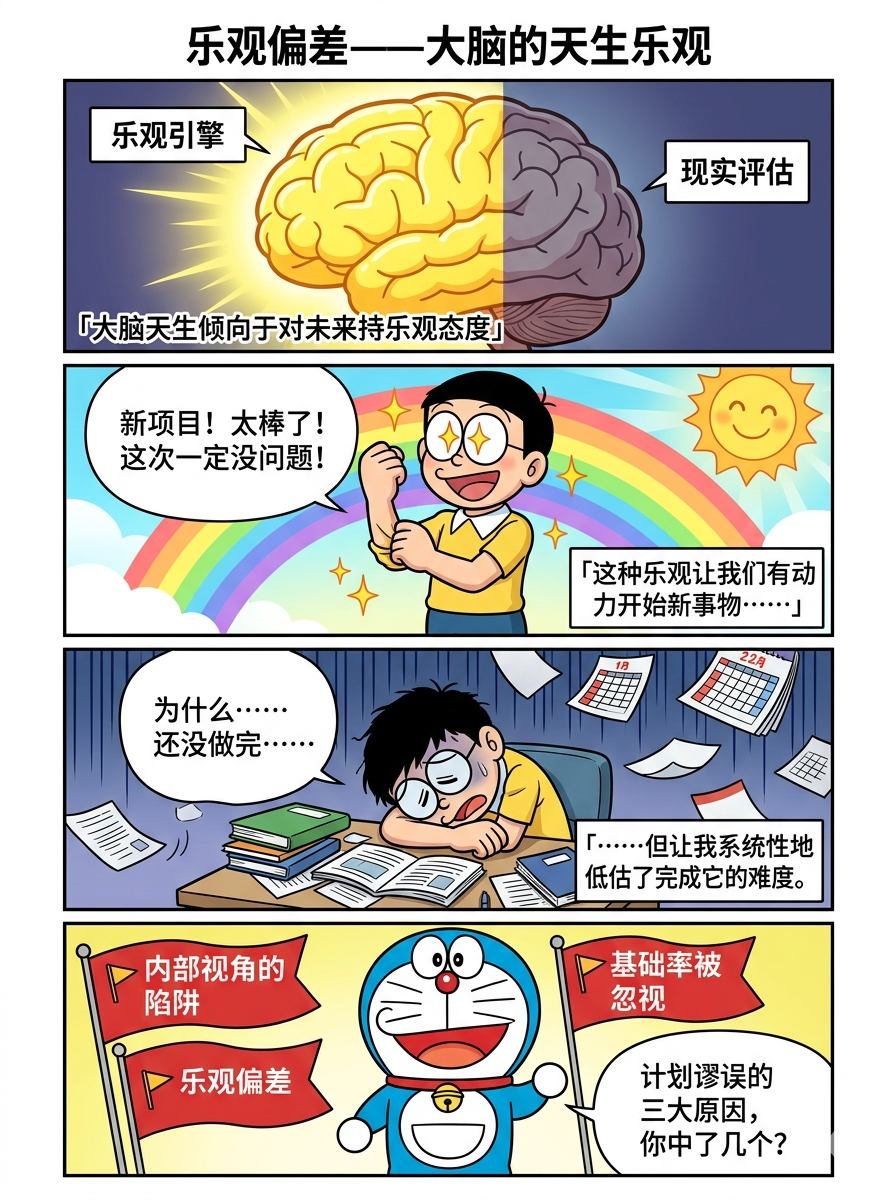 乐观偏差——大脑的天生乐观
乐观引擎
现实评估
「大脑天生倾向于对未来持乐观态度」
新项目！太棒了！
这次一定没问题！
「这种乐观让我们有动
力开始新事物……」
为什么……
还没做完……
1月
22月
「……但让我系统性地
低估了完成它的难度。
内部视角的
陷阱
乐观偏差
基础率被
忽视
计划谬误的
三大原因，
你中了几个？